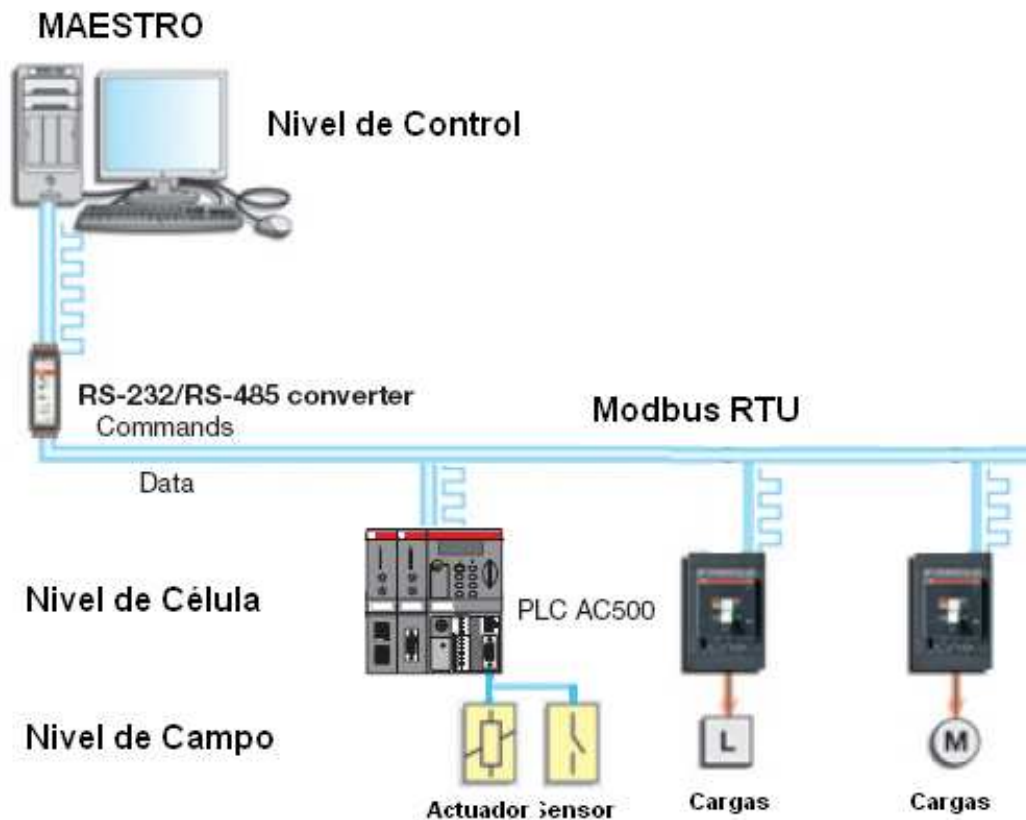 MAESTRO
Nivel de Control
RS-232/RS-485 converter
Commands
Modbus RTU
Data
Nivel de Célula
PLC AC500
Nivel de Campo
L
M
Actuador
Sensor
Cargas
Cargas